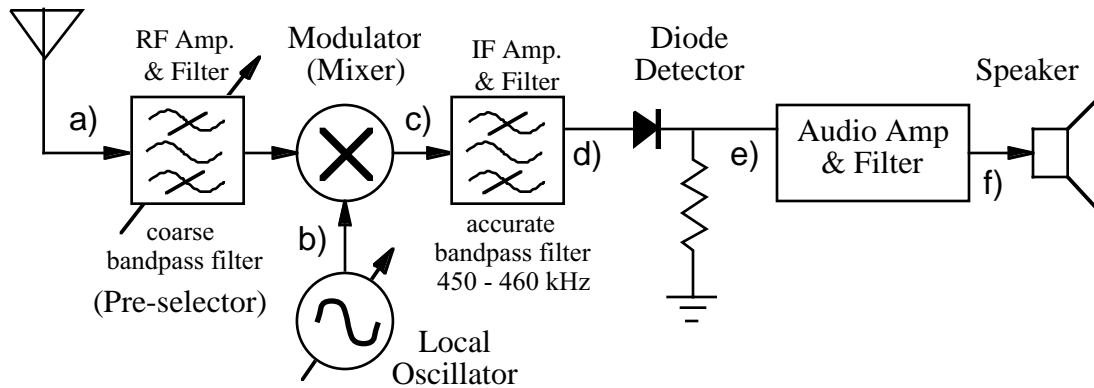 RF Amp.
& Filter
Modulator
(Mixer)
IF Amp.
& Filter
Diode
Detector
Speaker
a)
c)
d)
e)
Audio Amp
& Filter
f)
b)
coarse
bandpass filter
(Pre-selector)
accurate
bandpass filter
450 - 460 kHz
Local
Oscillator